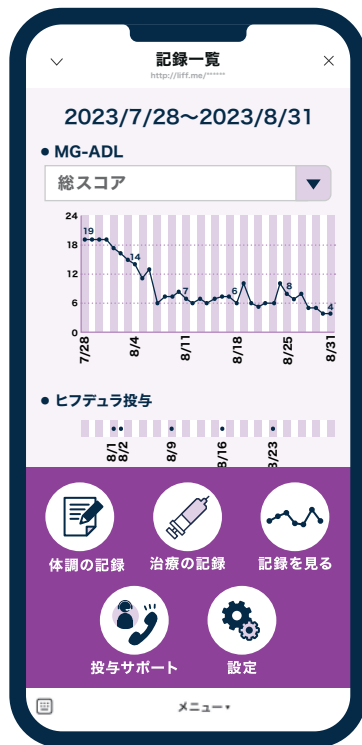 記録一覧
http://liff.me/******
2023/7/28〜2023/8/31
• MG-ADL
総スコア
24
18
12
6
0
19
14
7
6
8
4
7/28
8/4
8/11
8/18
8/25
8/31
• ヒフデュラ投与
8/1
8/2
8/9
8/16
8/23
体調の記録
治療の記録
記録を見る
投与サポート
設定
メニュー▾